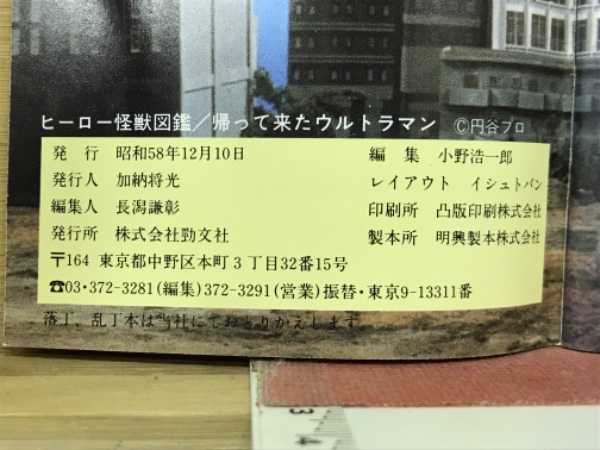 ヒーロー怪獣図鑑／帰って来たウルトラマン ©円谷プロ
発行 昭和58年12月10日
発行人 加納将光
編集人 長潟謙彰
発行所 株式会社勁文社
〒164 東京都中野区本町3丁目32番15号
☎03・372-3281(編集)372-3291(営業)振替・東京9-13311番
編集 小野浩一郎
レイアウト イシュトバン
印刷所 凸版印刷株式会社
製本所 明興製本株式会社
落丁、乱丁本は当社にておとりかえします
3 4